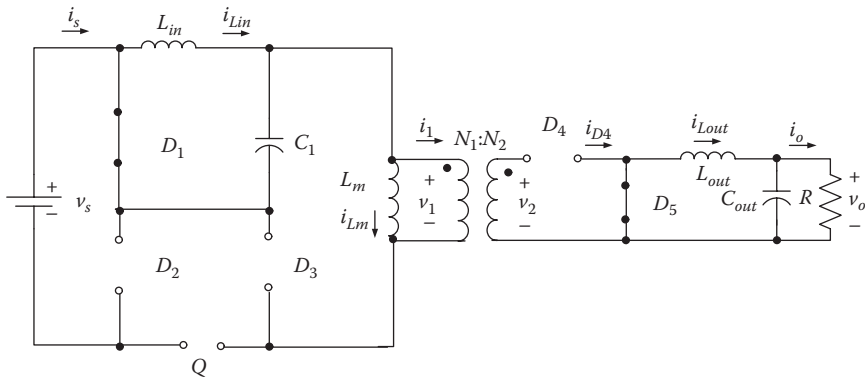 i_s
L_in
i_Lin
D_1
C_1
v_s
+
−
D_2
D_3
Q
L_m
i_Lm
i_1
+
v_1
−
N_1:N_2
+
v_2
−
D_4
i_D4
D_5
i_Lout
L_out
C_out
i_o
R
+
v_o
−